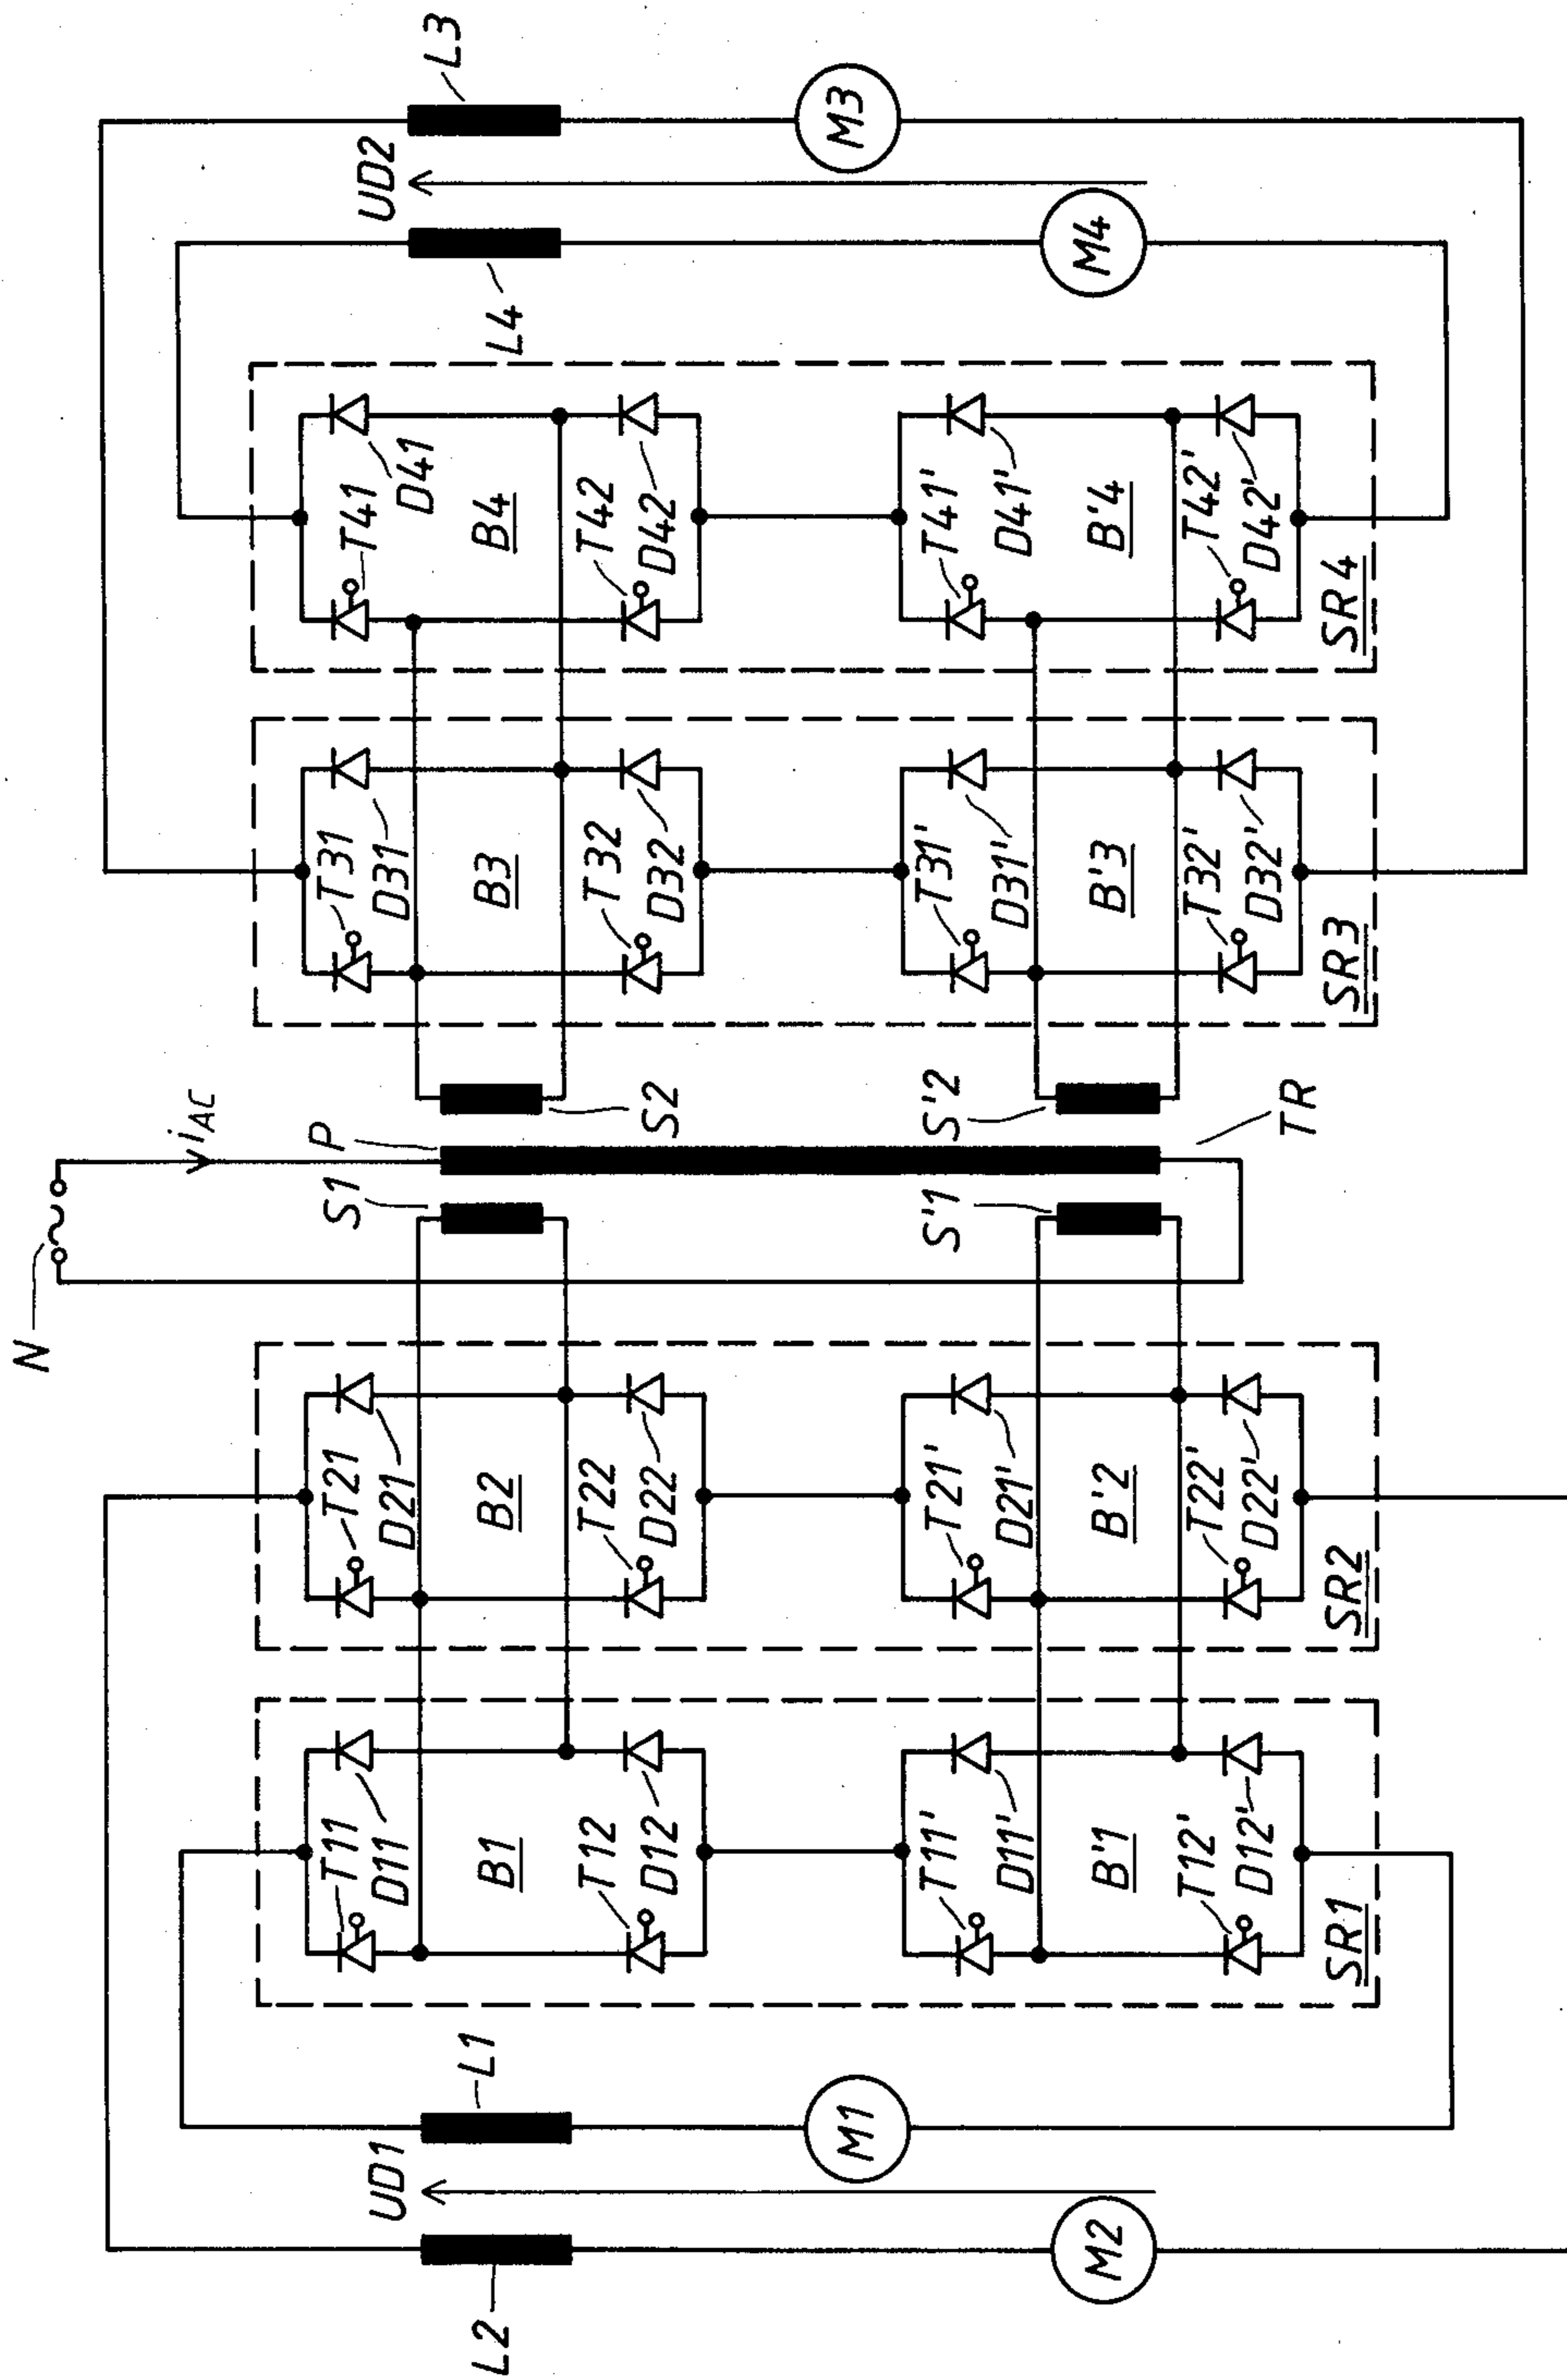 N
iAC
P
S1
S2
S'1
S'2
TR
L2
UD1
L1
M1
M2
T11
D11
B1
T12
D12
T11'
D11'
B'1
T12'
D12'
SR1
T21
D21
B2
T22
D22
T21'
D21'
B'2
T22'
D22'
SR2
T31
D31
B3
T32
D32
T31'
D31'
B'3
T32'
D32'
SR3
T41
D41
B4
T42
D42
T41'
D41'
B'4
T42'
D42'
SR4
L4
UD2
L3
M3
M4